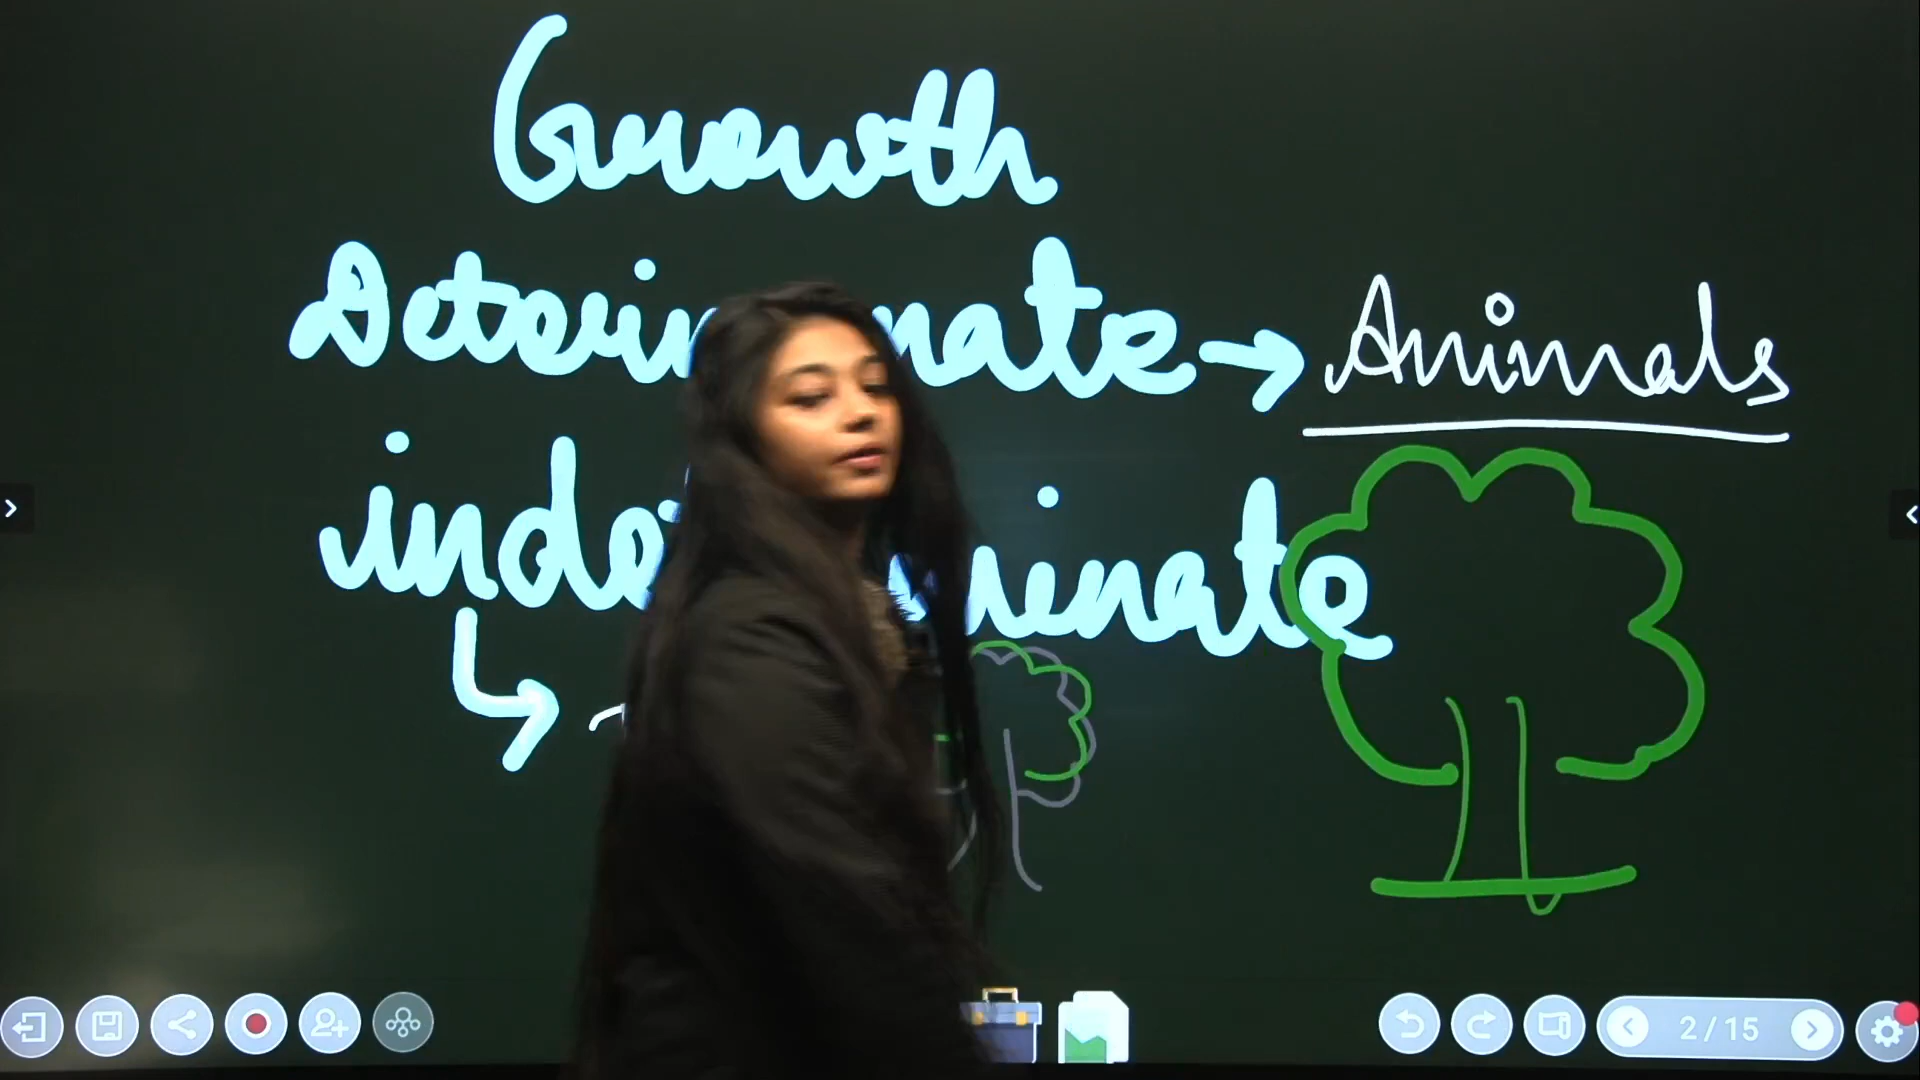 Growth
Determinate → Animals
indeterminate
2/15